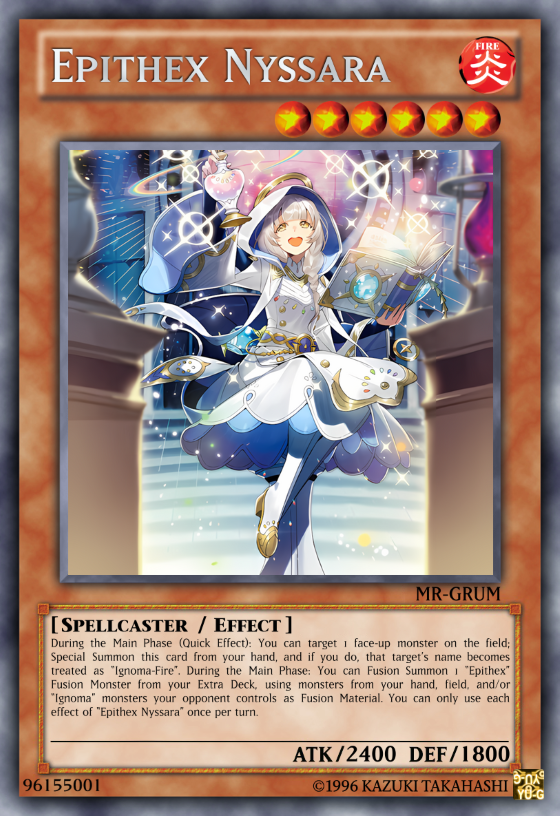 Epithex Nyssara
FIRE
炎
MR-GRUM
[Spellcaster / Effect]
During the Main Phase (Quick Effect): You can target 1 face-up monster on the field;
Special Summon this card from your hand, and if you do, that target's name becomes
treated as "Ignoma-Fire". During the Main Phase: You can Fusion Summon 1 "Epithex"
Fusion Monster from your Extra Deck, using monsters from your hand, field, and/or
"Ignoma" monsters your opponent controls as Fusion Material. You can only use each
effect of "Epithex Nyssara" once per turn.
ATK/2400 DEF/1800
96155001
©1996 KAZUKI TAKAHASHI